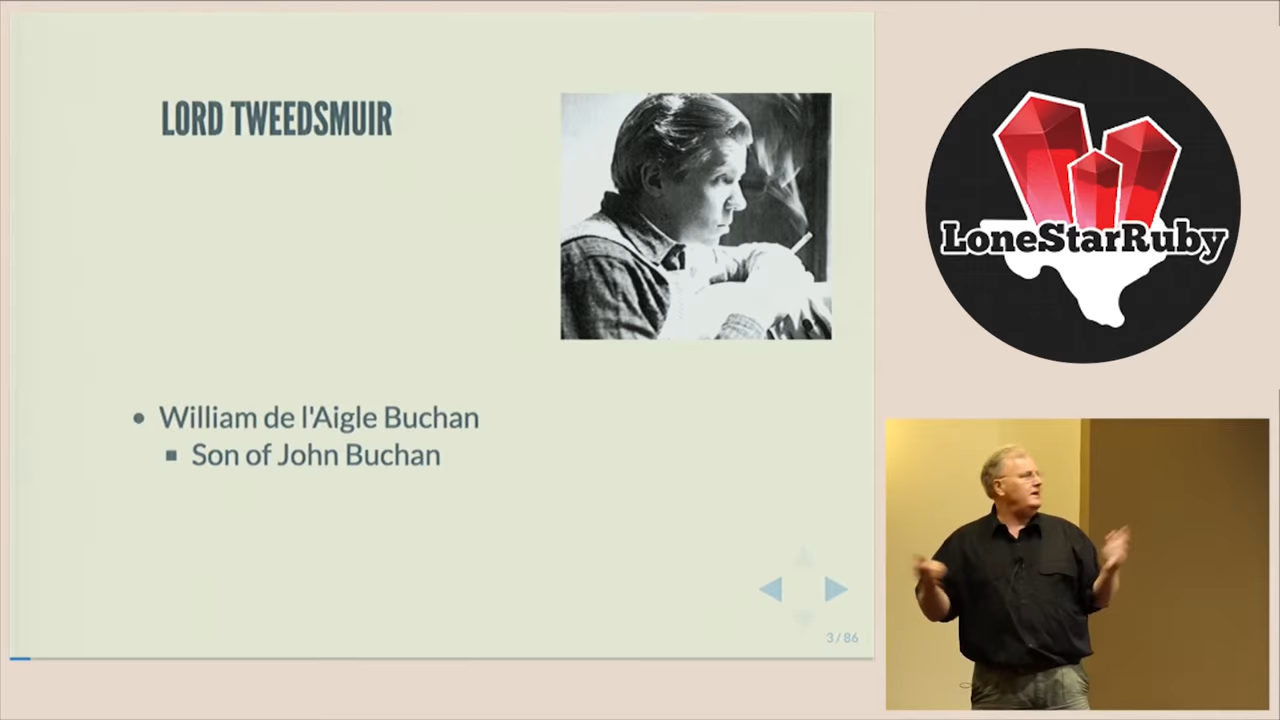 LORD TWEEDSMUIR
LoneStarRuby
• William de l'Aigle Buchan
▪ Son of John Buchan
3 / 86